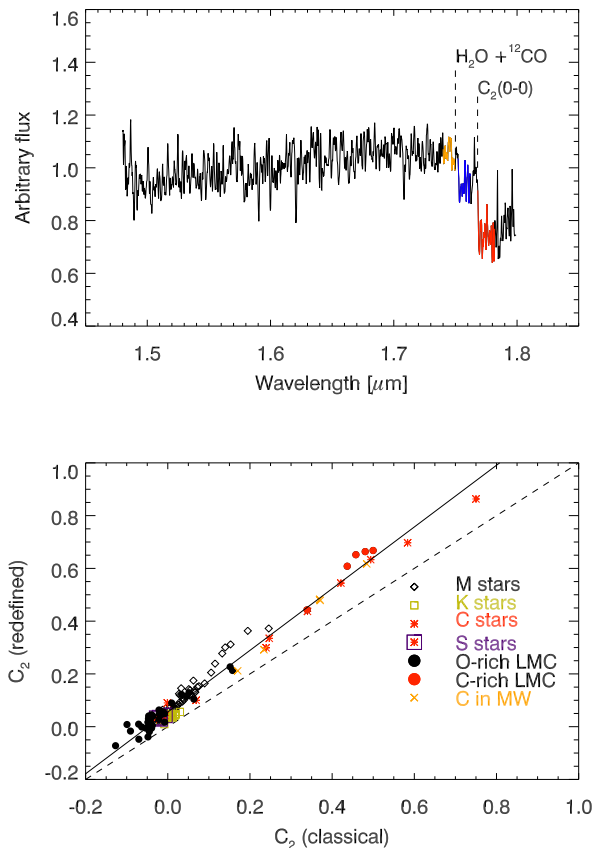 1.6
1.4
1.2
1.0
0.8
0.6
0.4
Arbitrary flux
H₂O + ¹²CO
C₂(0-0)
1.5 1.6 1.7 1.8
Wavelength [μm]
1.0
0.8
0.6
0.4
0.2
0.0
-0.2
C₂ (redefined)
M stars
K stars
C stars
S stars
O-rich LMC
C-rich LMC
C in MW
-0.2 0.0 0.2 0.4 0.6 0.8 1.0
C₂ (classical)